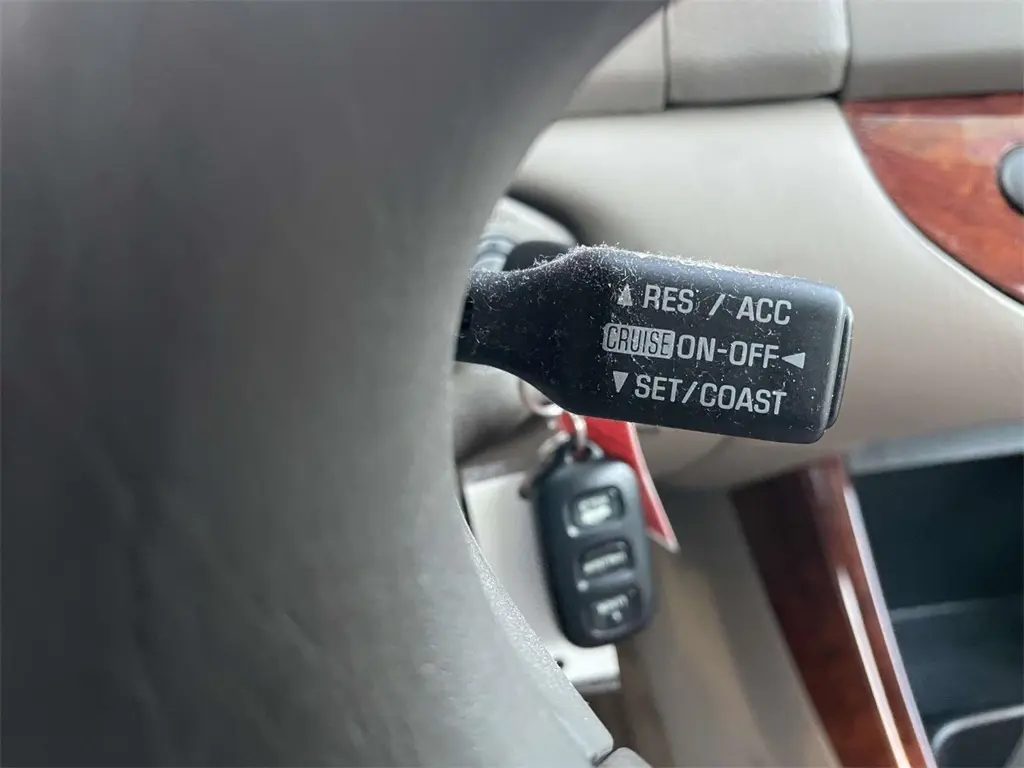 ▲ RES / ACC
CRUISE ON-OFF ◄
▼ SET/COAST